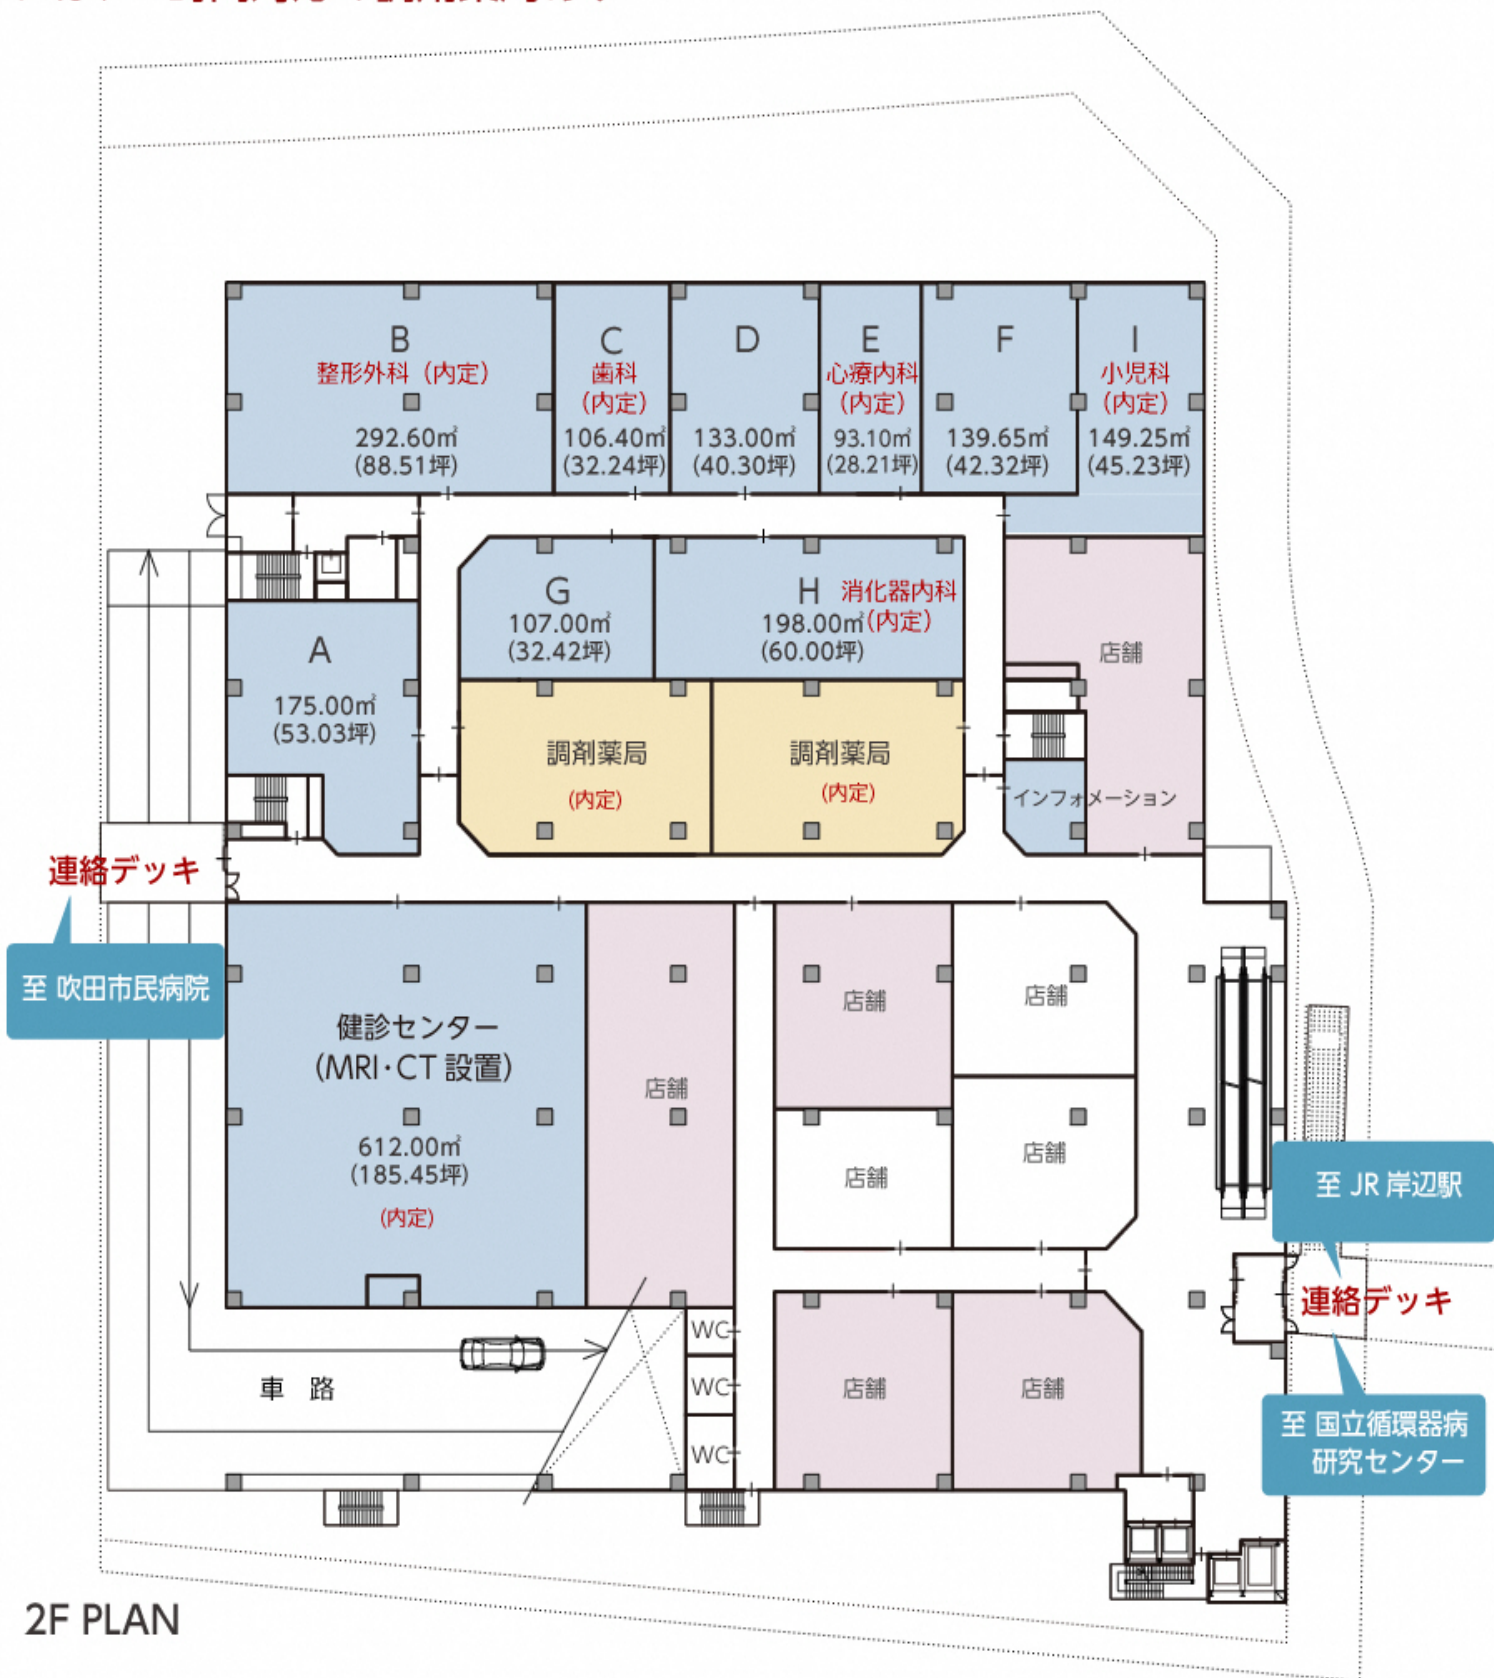 B
整形外科（内定）
292.60㎡
(88.51坪)
C
歯科
（内定）
106.40㎡
(32.24坪)
D
133.00㎡
(40.30坪)
E
心療内科
（内定）
93.10㎡
(28.21坪)
F
139.65㎡
(42.32坪)
I
小児科
（内定）
149.25㎡
(45.23坪)
G
107.00㎡
(32.42坪)
H 消化器内科
198.00㎡（内定）
(60.00坪)
A
175.00㎡
(53.03坪)
店舗
調剤薬局
(内定)
調剤薬局
(内定)
インフォメーション
連絡デッキ
至 吹田市民病院
健診センター
(MRI･CT 設置)
612.00㎡
(185.45坪)
(内定)
店舗
店舗
店舗
店舗
店舗
至 JR 岸辺駅
連絡デッキ
至 国立循環器病
研究センター
WC
WC
WC
車 路
店舗
店舗
2F PLAN